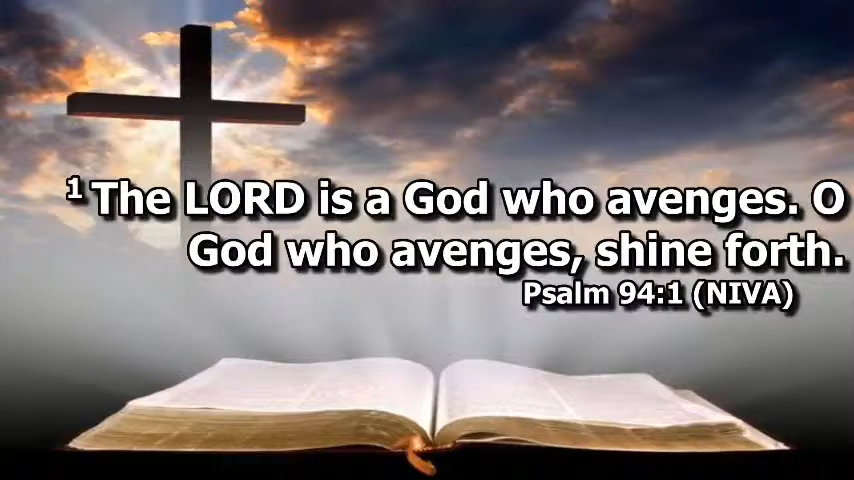 1 The LORD is a God who avenges. O
God who avenges, shine forth.
Psalm 94:1 (NIVA)